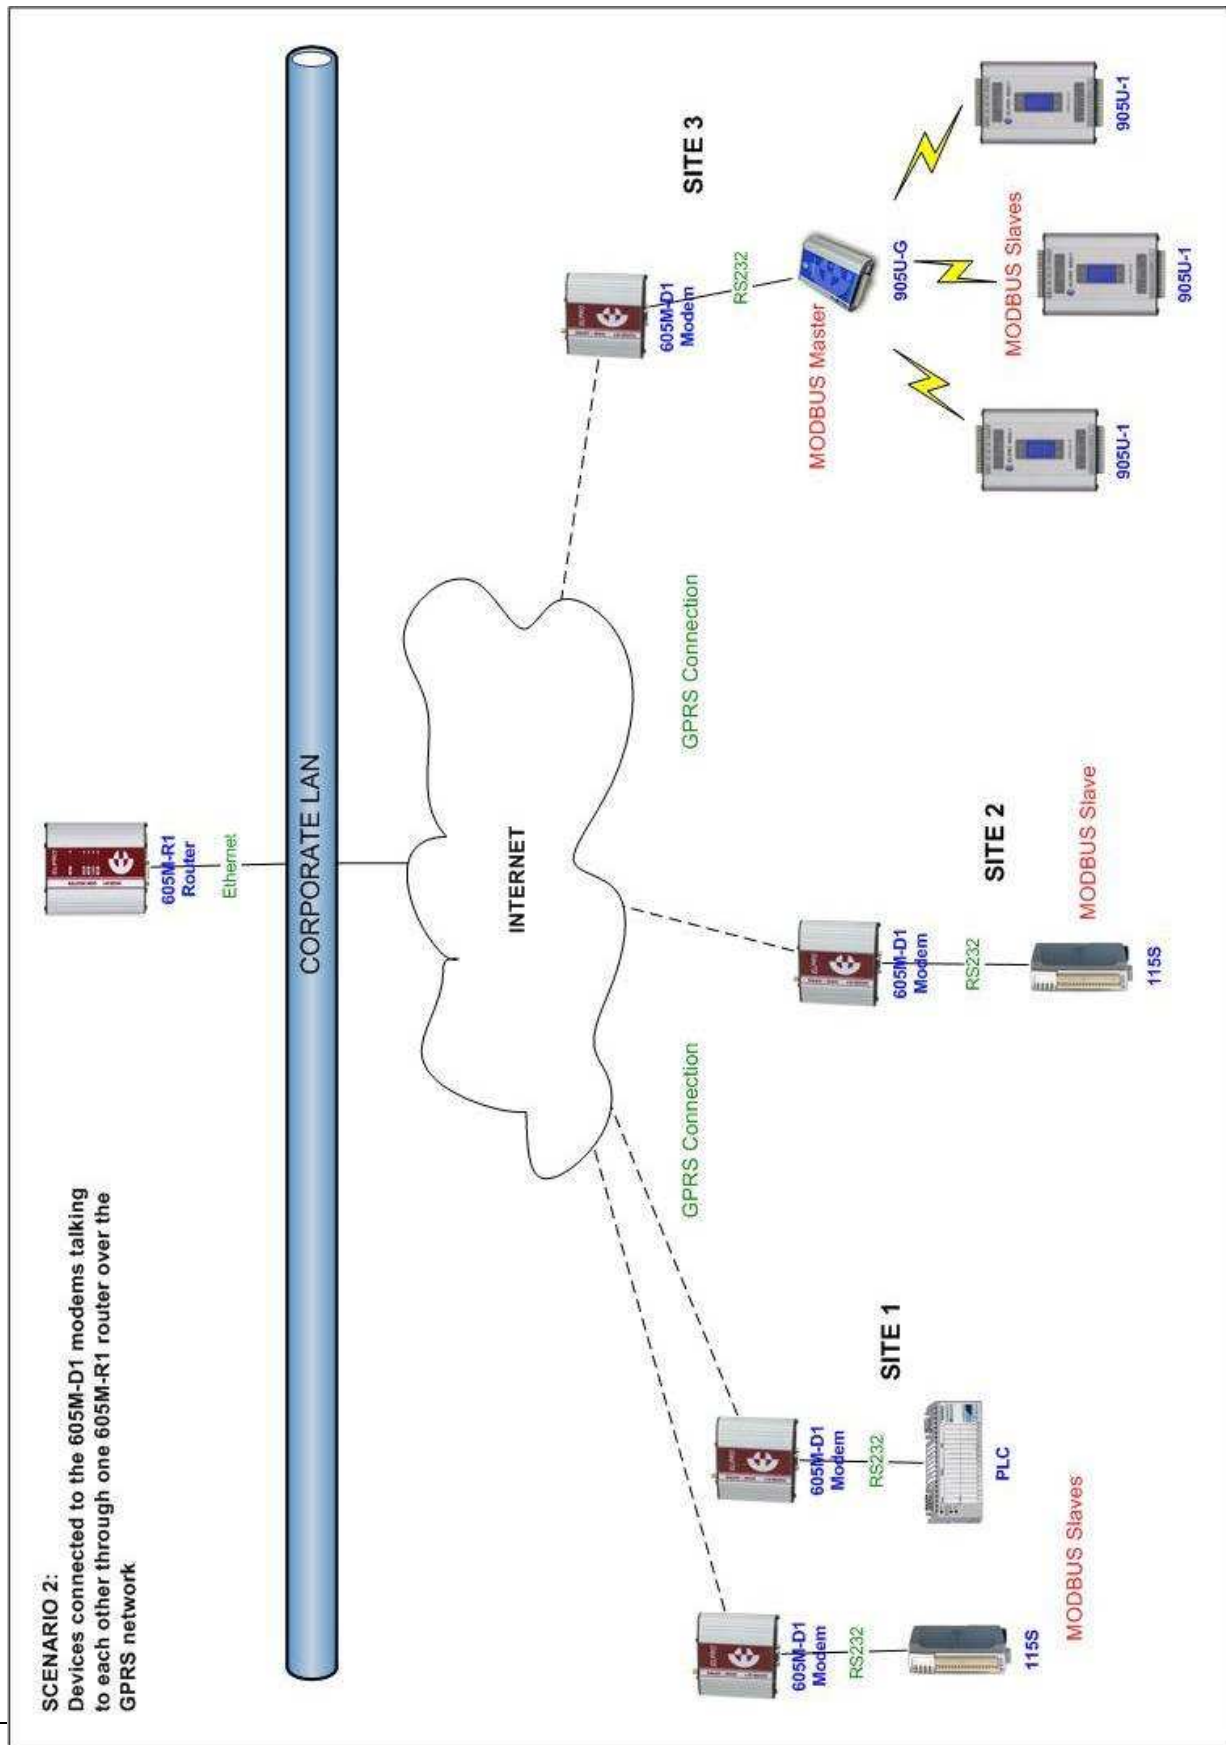 SCENARIO 2:
Devices connected to the 605M-D1 modems talking
to each other through one 605M-R1 router over the
GPRS network
605M-R1
Router
Ethernet
CORPORATE LAN
INTERNET
GPRS Connection
GPRS Connection
605M-D1
Modem
RS232
115S
MODBUS Slaves
605M-D1
Modem
RS232
PLC
SITE 1
605M-D1
Modem
RS232
115S
SITE 2
MODBUS Slave
605M-D1
Modem
RS232
SITE 3
MODBUS Master
905U-G
MODBUS Slaves
905U-1
905U-1
905U-1